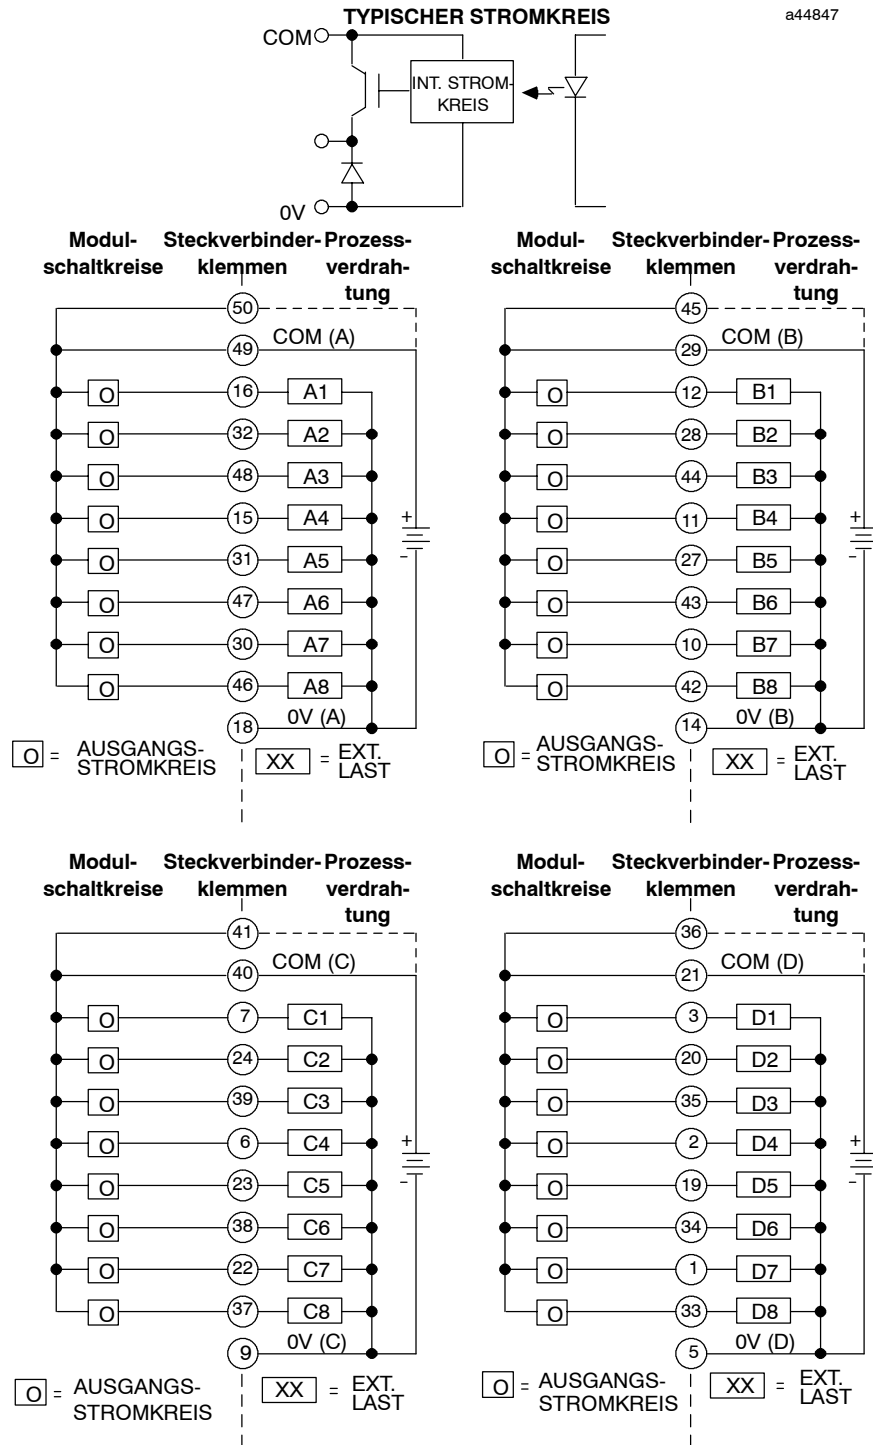 TYPISCHER STROMKREIS
a44847
COM
INT. STROM-
KREIS
0V
Modul-
schaltkreise
Steckverbinder-
klemmen
Prozess-
verdrah-
tung
50
49 COM (A)
O 16 A1
O 32 A2
O 48 A3
O 15 A4
+
O 31 A5
-
O 47 A6
O 30 A7
O 46 A8
18 0V (A)
O = AUSGANGS-
STROMKREIS
XX = EXT.
LAST
Modul-
schaltkreise
Steckverbinder-
klemmen
Prozess-
verdrah-
tung
45
29 COM (B)
O 12 B1
O 28 B2
O 44 B3
O 11 B4
+
O 27 B5
-
O 43 B6
O 10 B7
O 42 B8
14 0V (B)
O = AUSGANGS-
STROMKREIS
XX = EXT.
LAST
Modul-
schaltkreise
Steckverbinder-
klemmen
Prozess-
verdrah-
tung
41
40 COM (C)
O 7 C1
O 24 C2
O 39 C3
O 6 C4
+
O 23 C5
-
O 38 C6
O 22 C7
O 37 C8
9 0V (C)
O = AUSGANGS-
STROMKREIS
XX = EXT.
LAST
Modul-
schaltkreise
Steckverbinder-
klemmen
Prozess-
verdrah-
tung
36
21 COM (D)
O 3 D1
O 20 D2
O 35 D3
O 2 D4
+
O 19 D5
-
O 34 D6
O 1 D7
O 33 D8
5 0V (D)
O = AUSGANGS-
STROMKREIS
XX = EXT.
LAST